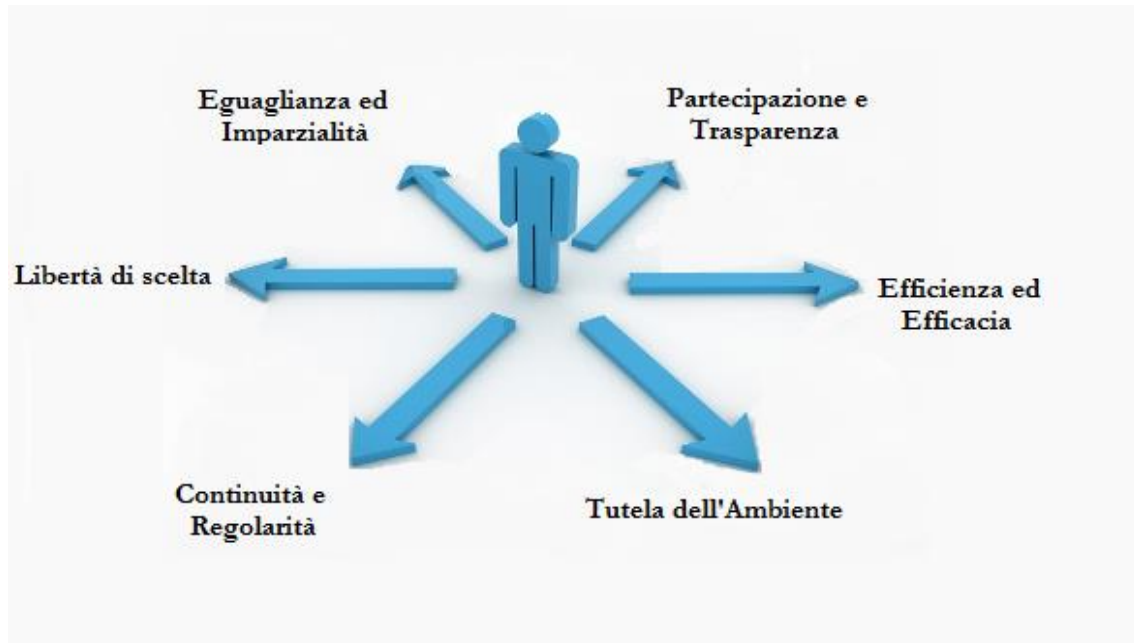 Eguaglianza ed
Imparzialità
Partecipazione e
Trasparenza
Libertà di scelta
Efficienza ed
Efficacia
Continuità e
Regolarità
Tutela dell'Ambiente